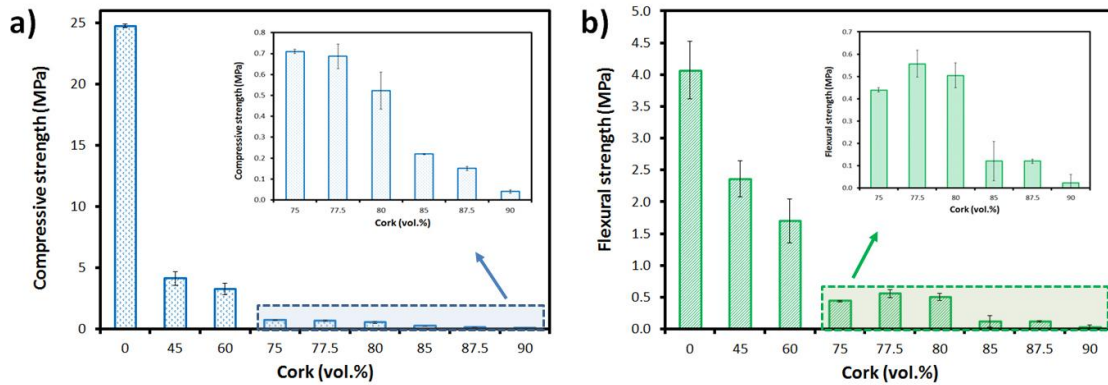 a)
Compressive strength (MPa)
25
20
15
10
5
0
0 45 60 75 77.5 80 85 87.5 90
Cork (vol.%)
Compressive strength (MPa)
0.8
0.7
0.6
0.5
0.4
0.3
0.2
0.1
0.0
75 77.5 80 85 87.5 90
Cork (vol.%)
b)
Flexural strength (MPa)
5.0
4.5
4.0
3.5
3.0
2.5
2.0
1.5
1.0
0.5
0.0
0 45 60 75 77.5 80 85 87.5 90
Cork (vol.%)
Flexural strength (MPa)
0.7
0.6
0.5
0.4
0.3
0.2
0.1
0.0
75 77.5 80 85 87.5 90
Cork (vol.%)